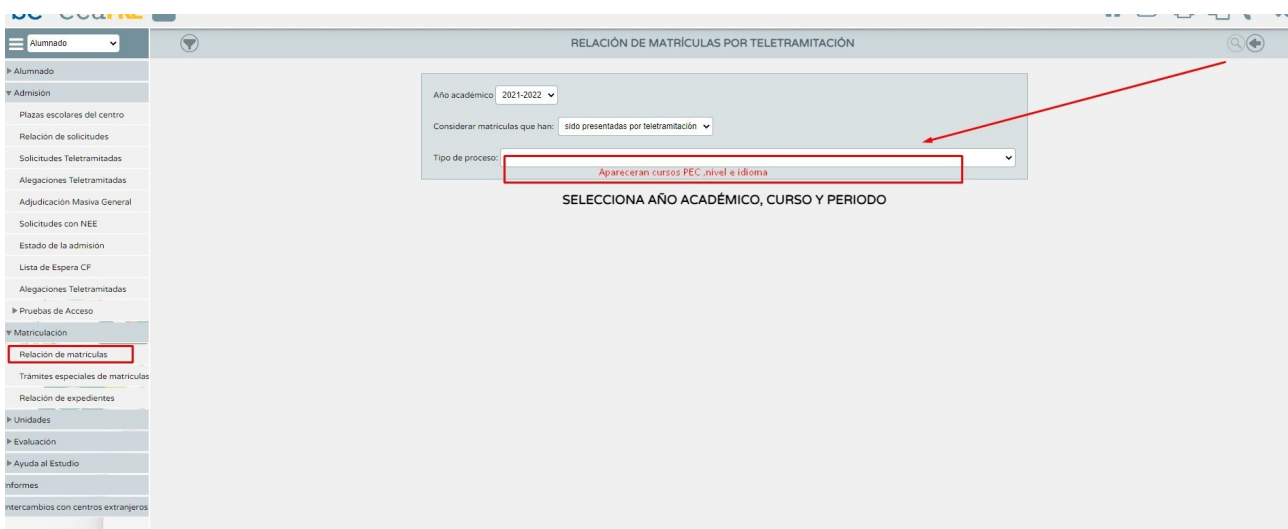 Alumnado
RELACIÓN DE MATRÍCULAS POR TELETRAMITACIÓN
Alumnado
Admisión
Plazas escolares del centro
Relación de solicitudes
Solicitudes Teletramitadas
Alegaciones Teletramitadas
Adjudicación Masiva General
Solicitudes con NEE
Estado de la admisión
Lista de Espera CF
Alegaciones Teletramitadas
Pruebas de Acceso
Matriculación
Relación de matrículas
Trámites especiales de matrículas
Relación de expedientes
Unidades
Evaluación
Ayuda al Estudio
nformes
ntercambios con centros extranjeros
Año académico 2021-2022
Considerar matriculas que han: sido presentadas por teletramitación
Tipo de proceso:
Apareceran cursos PEC ,nivel e idioma
SELECCIONA AÑO ACADÉMICO, CURSO Y PERIODO